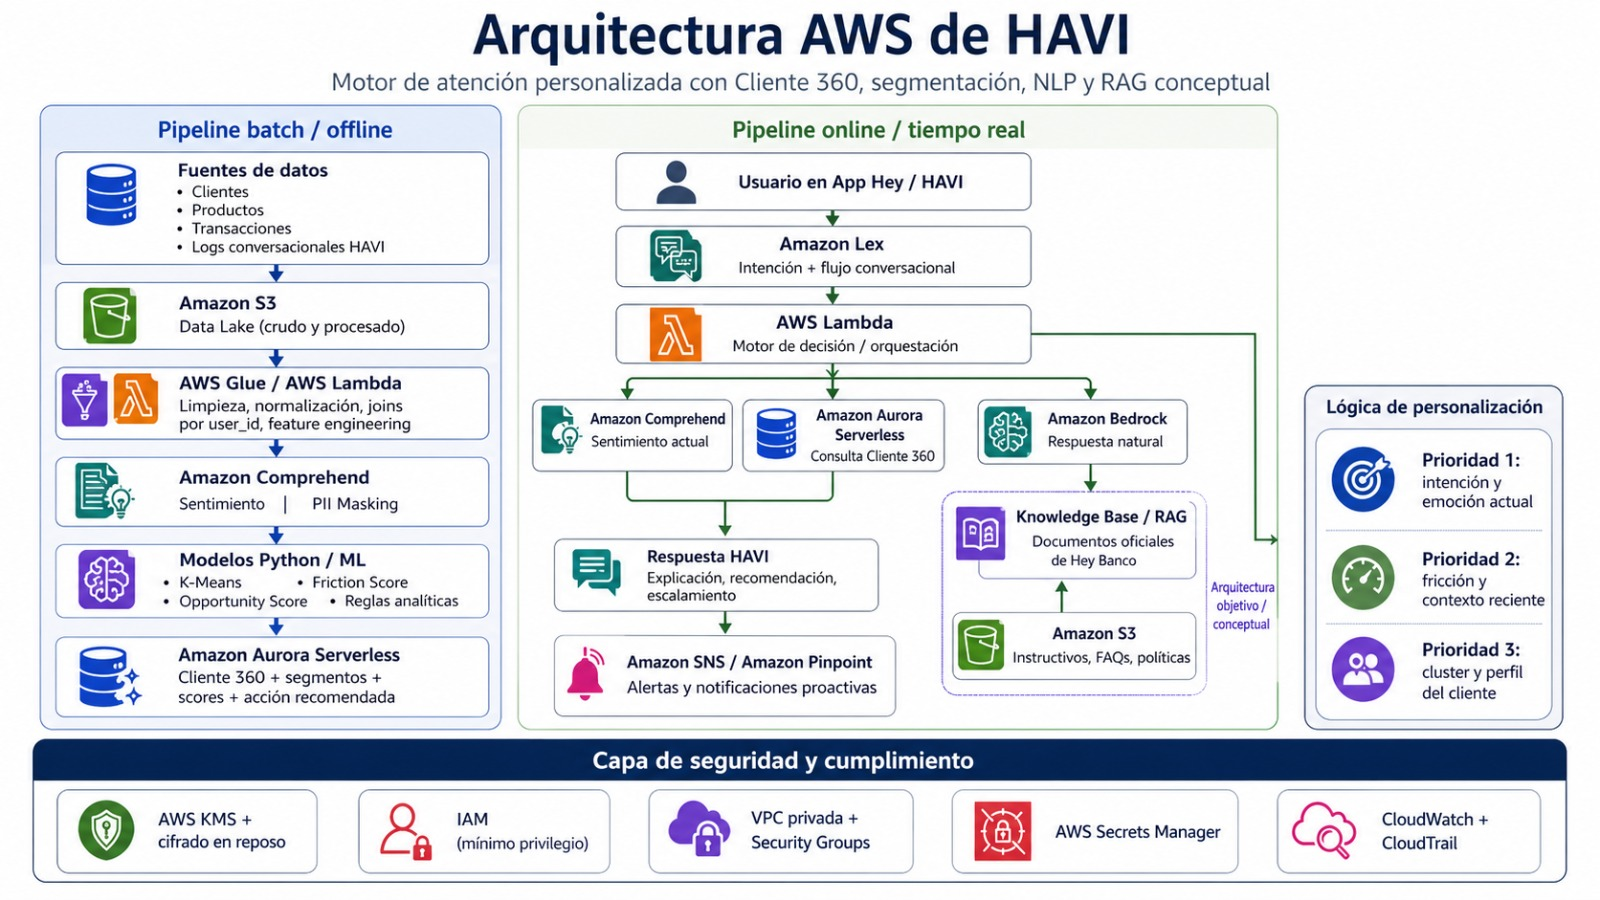 Arquitectura AWS de HAVI
Motor de atención personalizada con Cliente 360, segmentación, NLP y RAG conceptual
Pipeline batch / offline
Fuentes de datos
• Clientes
• Productos
• Transacciones
• Logs conversacionales HAVI
Amazon S3
Data Lake (crudo y procesado)
AWS Glue / AWS Lambda
Limpieza, normalización, joins
por user_id, feature engineering
Amazon Comprehend
Sentimiento | PII Masking
Modelos Python / ML
• K-Means • Friction Score
• Opportunity Score • Reglas analíticas
Amazon Aurora Serverless
Cliente 360 + segmentos +
scores + acción recomendada
Pipeline online / tiempo real
Usuario en App Hey / HAVI
Amazon Lex
Intención + flujo conversacional
AWS Lambda
Motor de decisión / orquestación
Amazon Comprehend
Sentimiento actual
Amazon Aurora
Serverless
Consulta Cliente 360
Amazon Bedrock
Respuesta natural
Respuesta HAVI
Explicación, recomendación,
escalamiento
Amazon SNS / Amazon Pinpoint
Alertas y notificaciones proactivas
Knowledge Base / RAG
Documentos oficiales
de Hey Banco
Amazon S3
Instructivos, FAQs, políticas
Arquitectura
objetivo /
conceptual
Lógica de personalización
Prioridad 1:
intención y
emoción actual
Prioridad 2:
fricción y
contexto reciente
Prioridad 3:
cluster y perfil
del cliente
Capa de seguridad y cumplimiento
AWS KMS +
cifrado en reposo
IAM
(mínimo privilegio)
VPC privada +
Security Groups
AWS Secrets Manager
CloudWatch +
CloudTrail